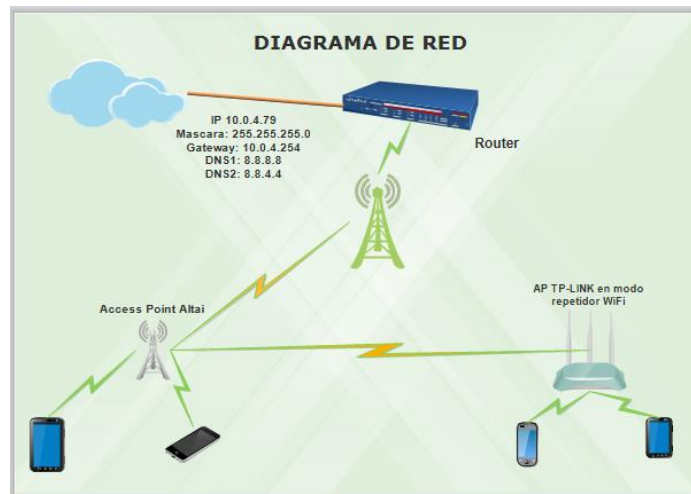 DIAGRAMA DE RED
IP 10.0.4.79
Mascara: 255.255.255.0
Gateway: 10.0.4.254
DNS1: 8.8.8.8
DNS2: 8.8.4.4
Router
AP TP-LINK en modo
repetidor WiFi
Access Point Altai